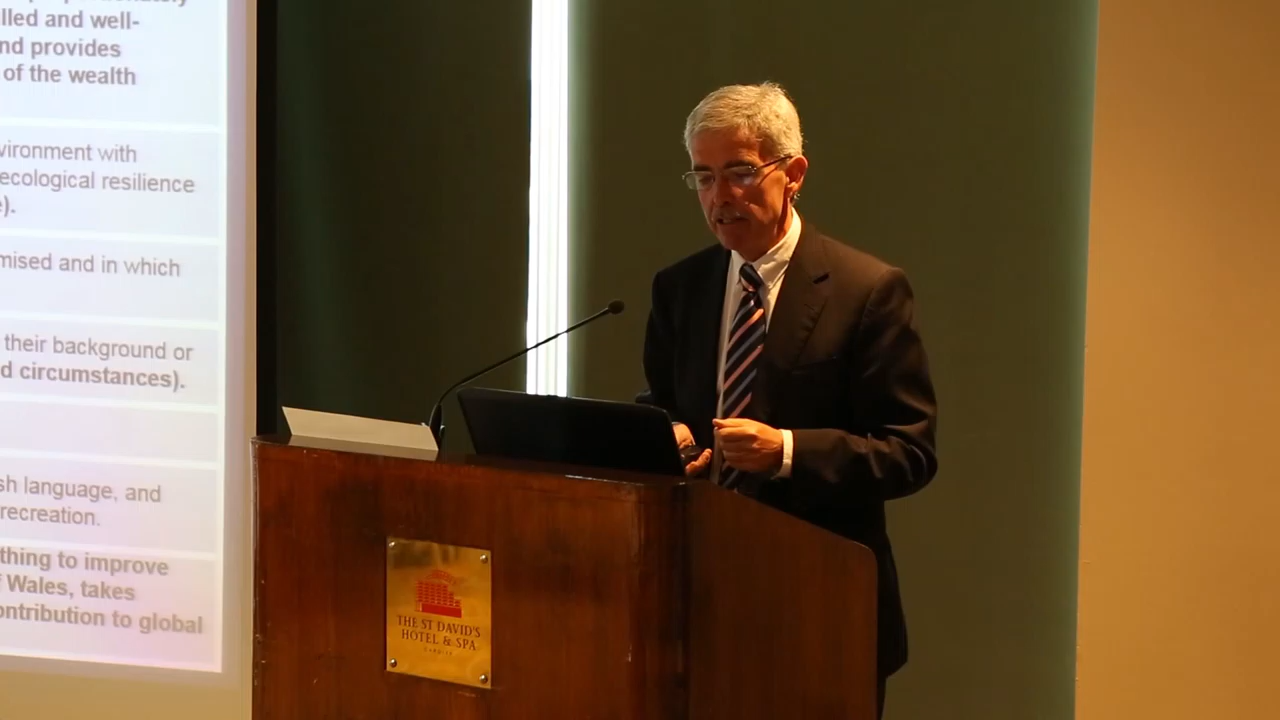 lled and well-
nd provides
of the wealth
vironment with
ecological resilience
e).
mised and in which
their background or
d circumstances).
sh language, and
recreation.
thing to improve
f Wales, takes
ontribution to global
THE ST DAVID'S
HOTEL & SPA
CARDIFF